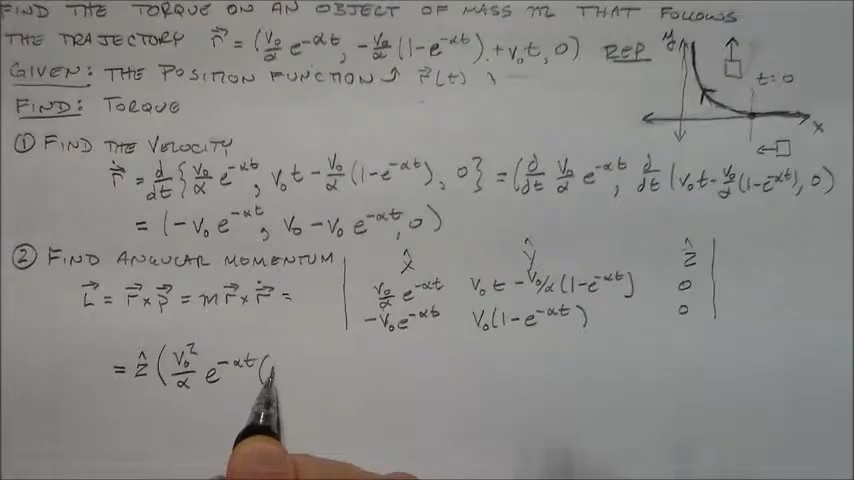 FIND THE TORQUE ON AN OBJECT OF MASS m THAT FOLLOWS
THE TRAJECTORY r⃗ = (v₀/α e^-αt, -v₀/α (1-e^-αt) + v₀t, 0) REP
y
t=0
x
GIVEN: THE POSITION FUNCTION, r⃗(t)
FIND: TORQUE
① FIND THE VELOCITY
ṙ⃗ = d/dt {v₀/α e^-αt, v₀t - v₀/α (1-e^-αt), 0} = (d/dt v₀/α e^-αt, d/dt (v₀t - v₀/α (1-e^-αt), 0)
= (-v₀ e^-αt, v₀ - v₀ e^-αt, 0)
② FIND ANGULAR MOMENTUM
L⃗ = r⃗ × p⃗ = m r⃗ × ṙ⃗ =
| x̂ ŷ ẑ |
| v₀/α e^-αt v₀t - v₀/α (1-e^-αt) 0 |
| -v₀e^-αt v₀(1-e^-αt) 0 |
= ẑ (v₀²/α e^-αt (